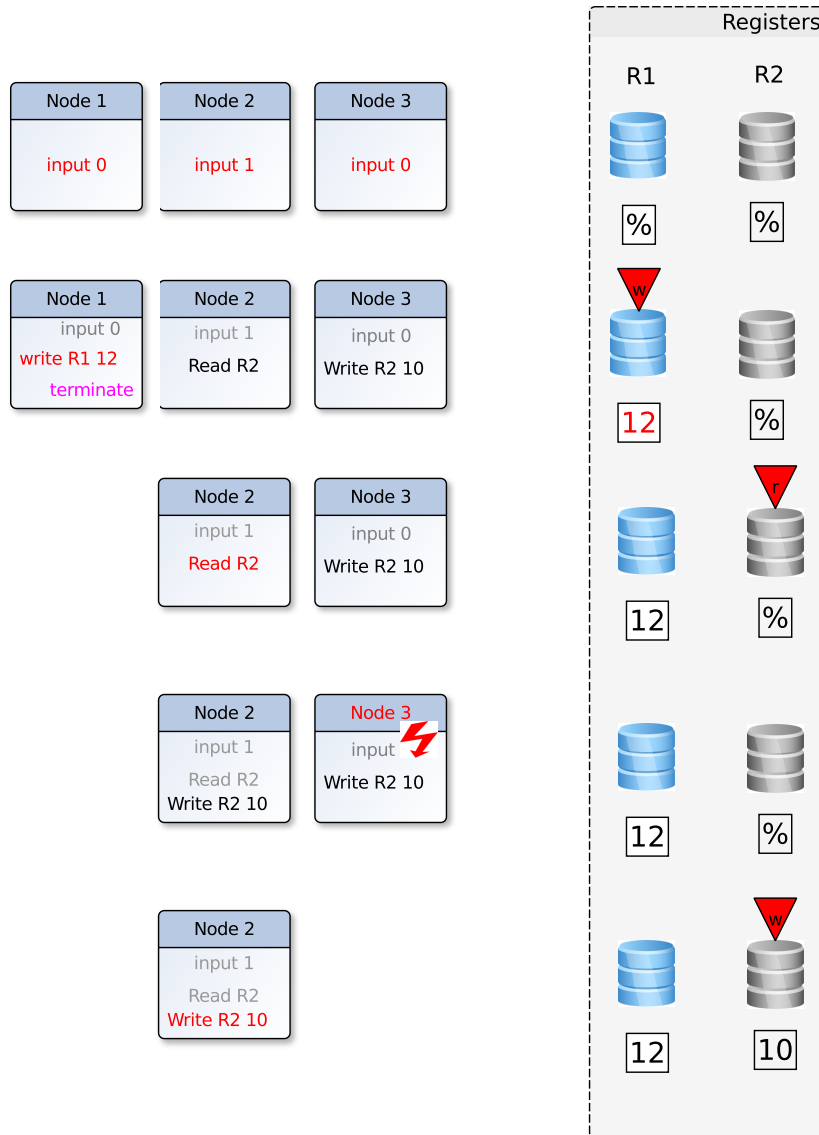 Registers
R1 R2
Node 1 Node 2 Node 3
input 0 input 1 input 0
% %
w
Node 1 Node 2 Node 3
input 0 input 1 input 0
write R1 12 Read R2 Write R2 10
terminate
12 %
r
Node 2 Node 3
input 1 input 0
Read R2 Write R2 10
12 %
Node 2 Node 3
input 1 input
Read R2 Write R2 10
Write R2 10
12 %
w
Node 2
input 1
Read R2
Write R2 10
12 10